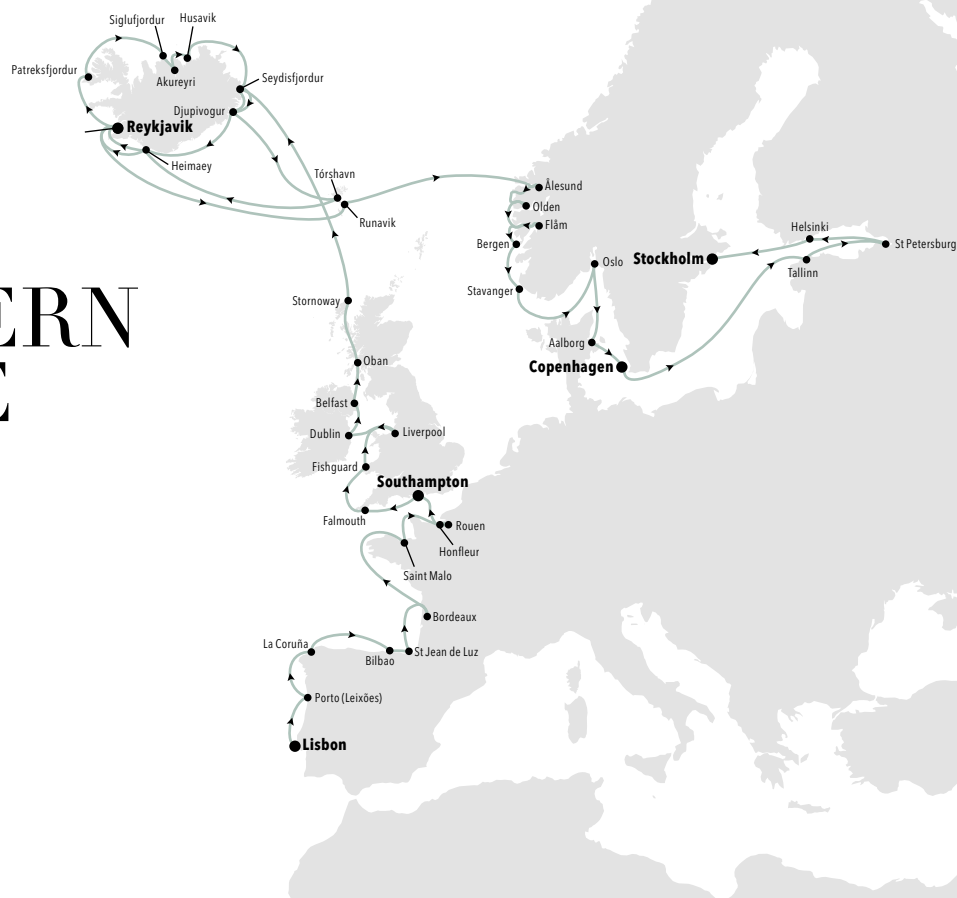 Siglufjordur
Husavik
Patreksfjordur
Akureyri
Seydisfjordur
Djupivogur
Reykjavik
Heimaey
Tórshavn
Runavik
Ålesund
Olden
Flåm
Bergen
Stavanger
Oslo
Stockholm
Helsinki
St Petersburg
Tallinn
ERN
E
Stornoway
Aalborg
Copenhagen
Oban
Belfast
Dublin
Liverpool
Fishguard
Southampton
Falmouth
Rouen
Honfleur
Saint Malo
Bordeaux
La Coruña
Bilbao
St Jean de Luz
Porto (Leixões)
Lisbon